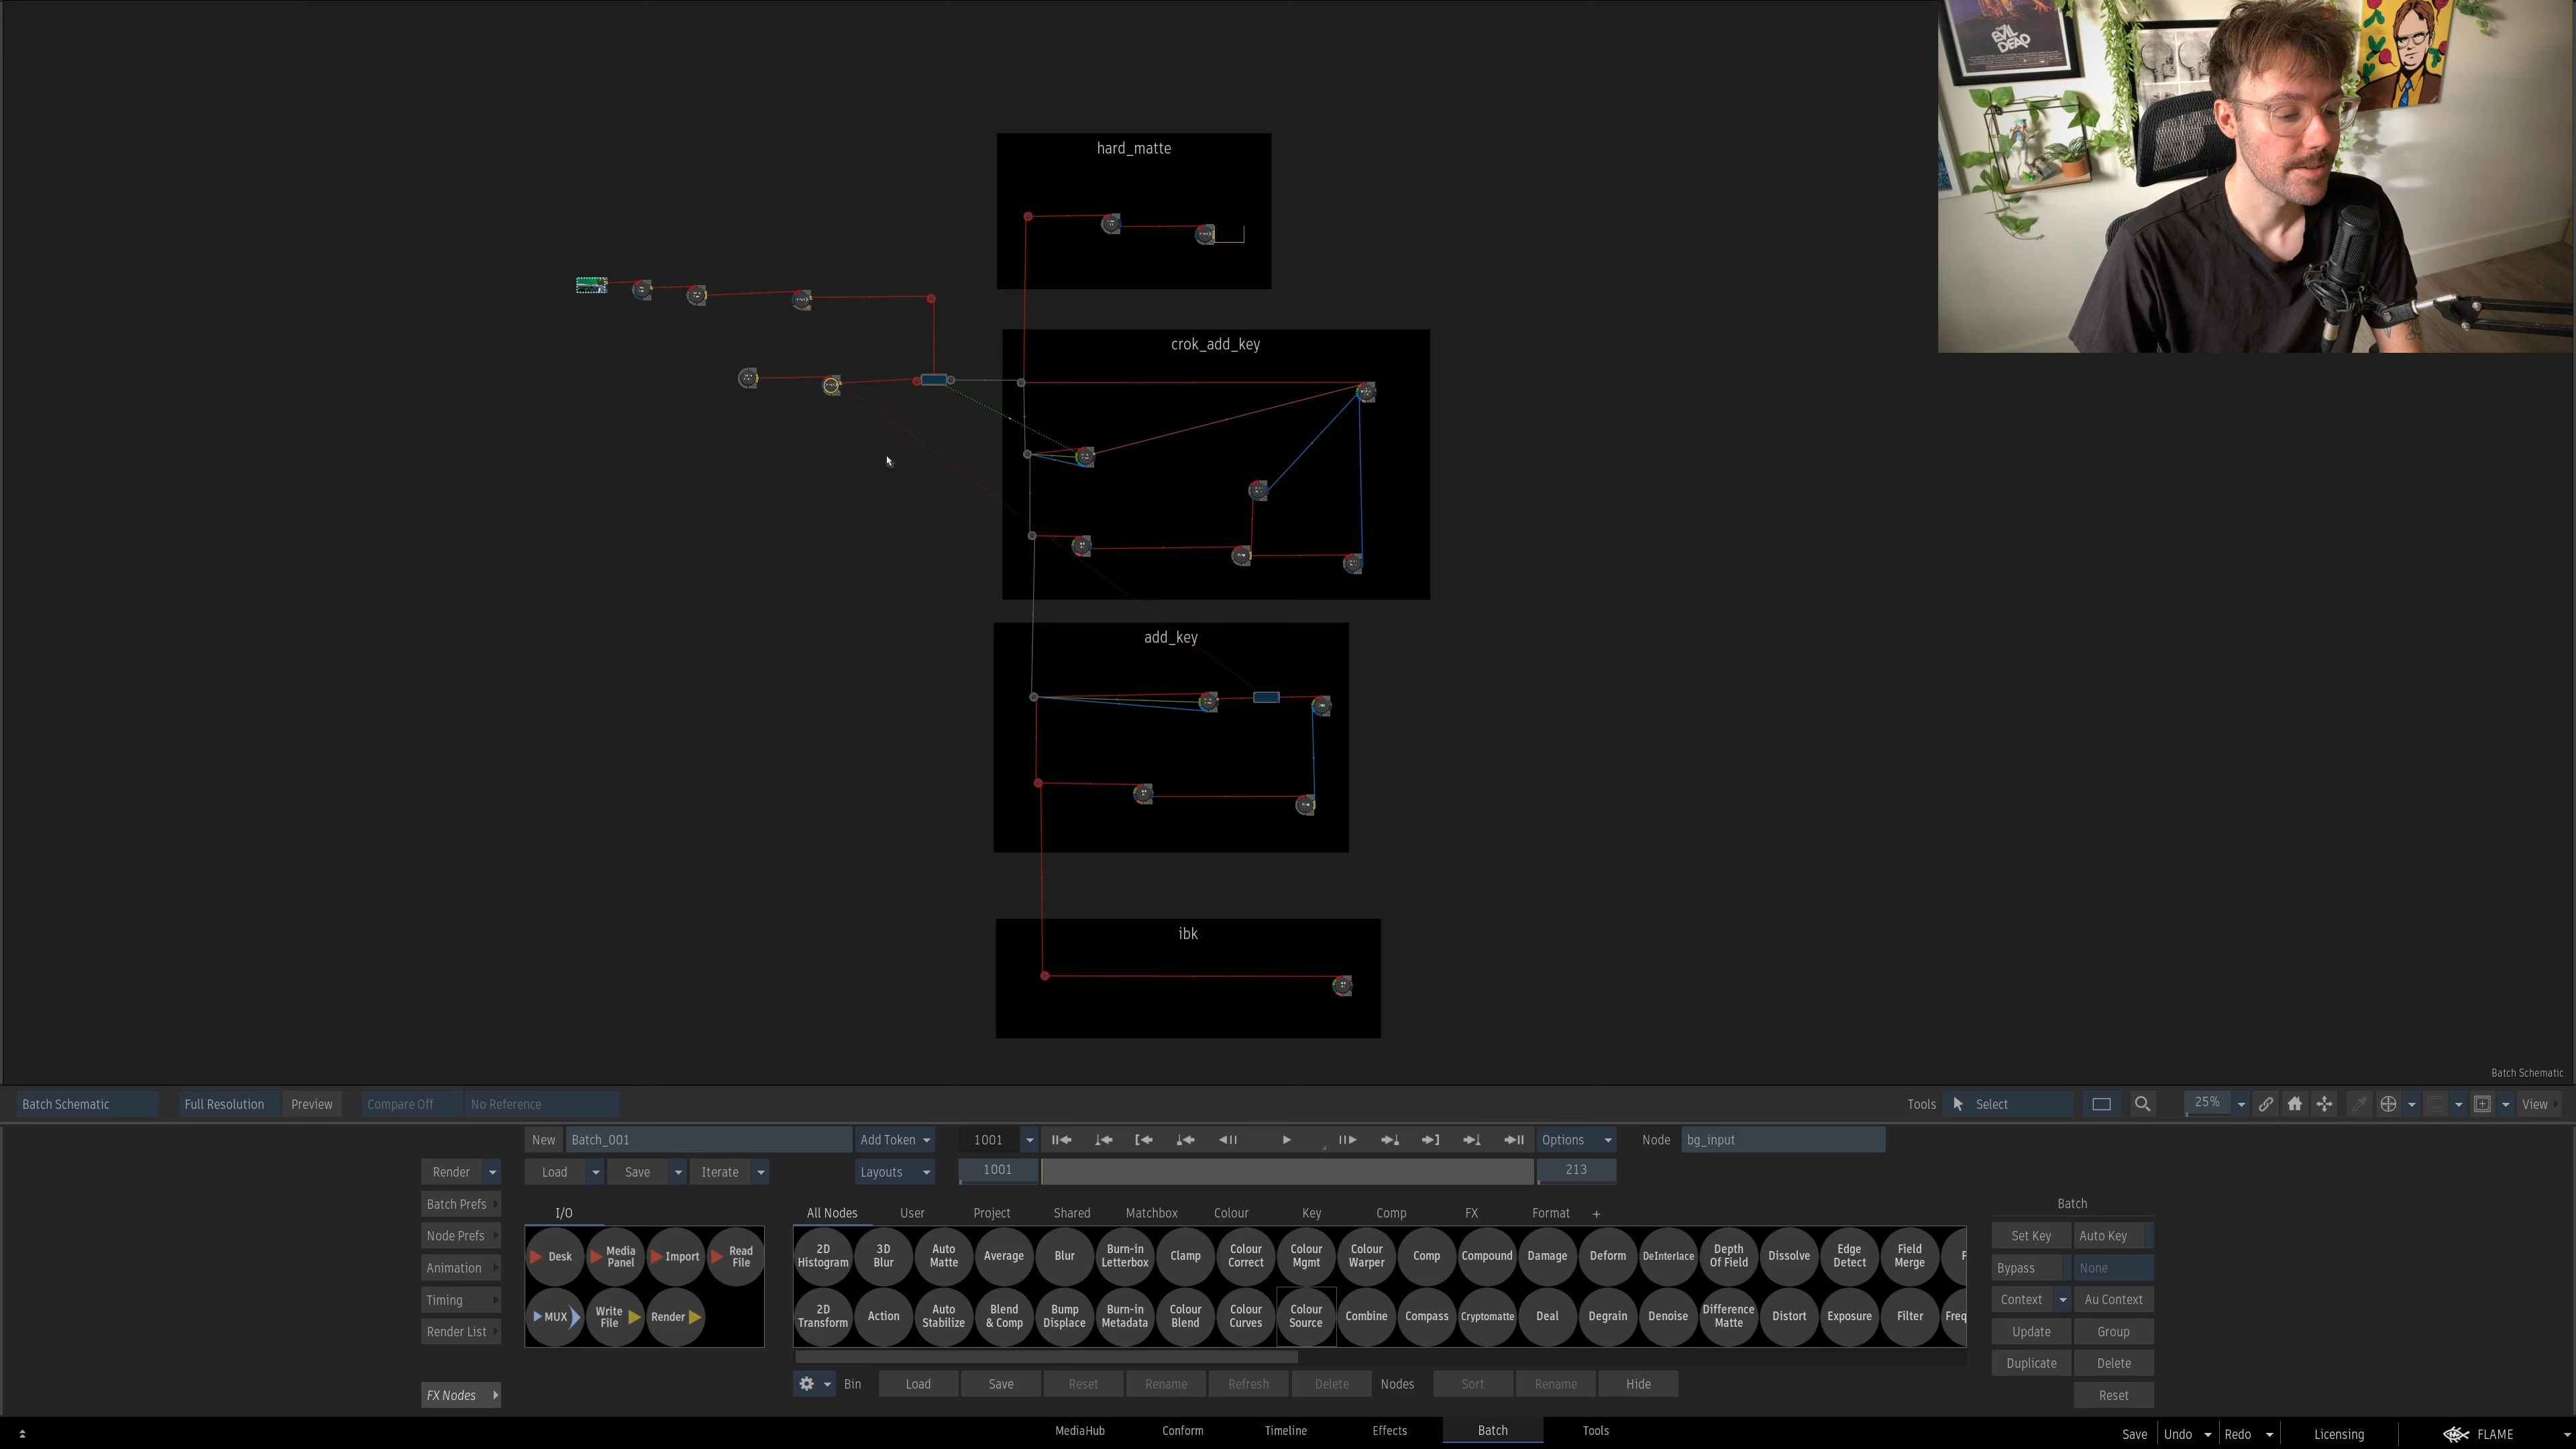 EVIL
DEAD
hard_matte
crok_add_key
add_key
ibk
Batch Schematic
Batch Schematic
Full Resolution
Preview
Compare Off
No Reference
Tools
Select
25%
View
New
Batch_001
Add Token
1001
Options
Node
bg_input
Render
Load
Save
Iterate
Layouts
1001
213
Batch Prefs
Node Prefs
Animation
Timing
Render List
FX Nodes
I/O
Desk
Media
Panel
Import
Read
File
MUX
Write
File
Render
All Nodes
User
Project
Shared
Matchbox
Colour
Key
Comp
FX
Format
+
2D
Histogram
3D
Blur
Auto
Matte
Average
Blur
Burn-in
Letterbox
Clamp
Colour
Correct
Colour
Mgmt
Colour
Warper
Comp
Compound
Damage
Deform
DeInterlace
Depth
Of Field
Dissolve
Edge
Detect
Field
Merge
F
2D
Transform
Action
Auto
Stabilize
Blend
& Comp
Bump
Displace
Burn-in
Metadata
Colour
Blend
Colour
Curves
Colour
Source
Combine
Compass
Cryptomatte
Deal
Degrain
Denoise
Difference
Matte
Distort
Exposure
Filter
Freq
Bin
Load
Save
Reset
Rename
Refresh
Delete
Nodes
Sort
Rename
Hide
Batch
Set Key
Auto Key
Bypass
None
Context
Au Context
Update
Group
Duplicate
Delete
Reset
MediaHub
Conform
Timeline
Effects
Batch
Tools
Save
Undo
Redo
Licensing
FLAME